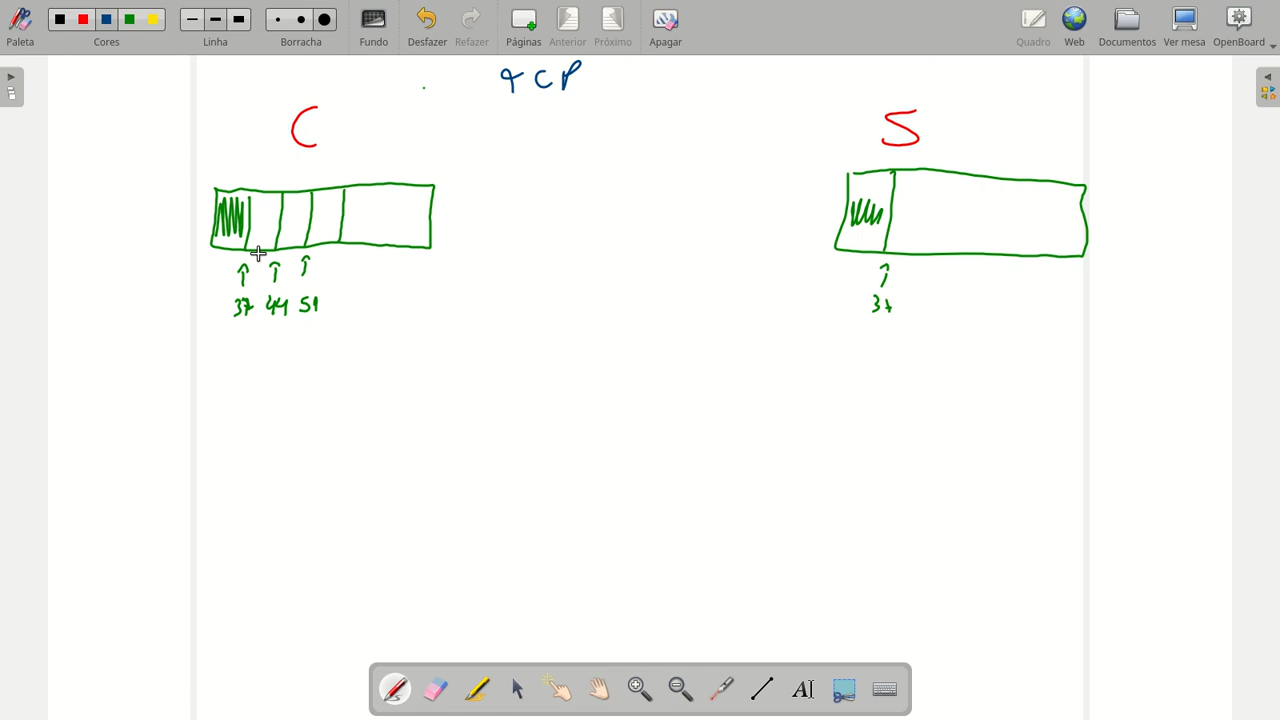 Paleta Cores Linha Borracha Fundo Desfazer Refazer Páginas Anterior Próximo Apagar Quadro Web Documentos Ver mesa OpenBoard
TCP
C S
37 44 51 37
AI